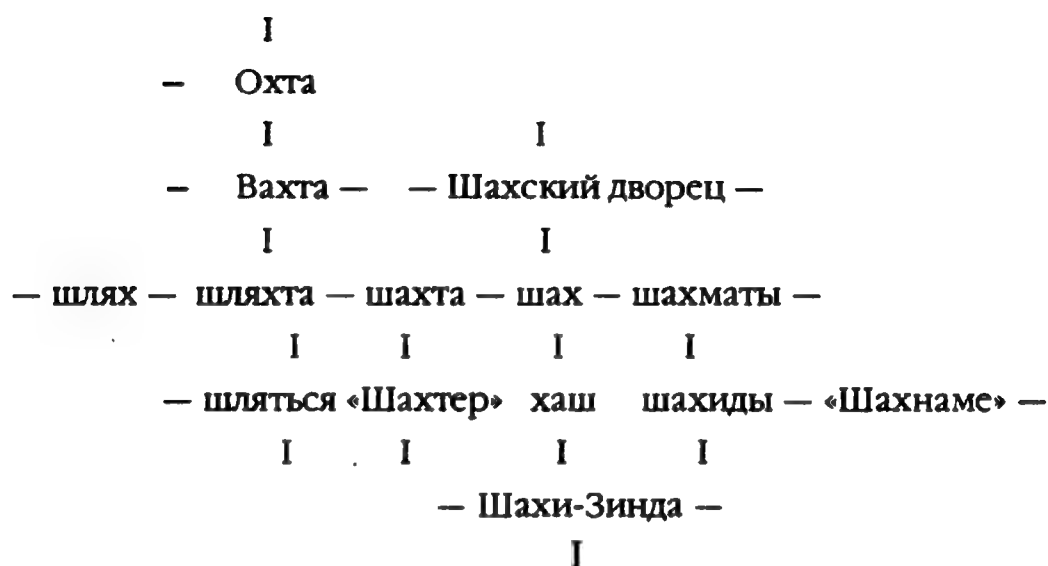 I
– Охта
I I
– Вахта — — Шахский дворец —
I I
— шлях — шляхта — шахта — шах — шахматы —
I I I I
— шляться «Шахтер» хаш шахиды — «Шахнаме» —
I I I I
— Шахи-Зинда —
I